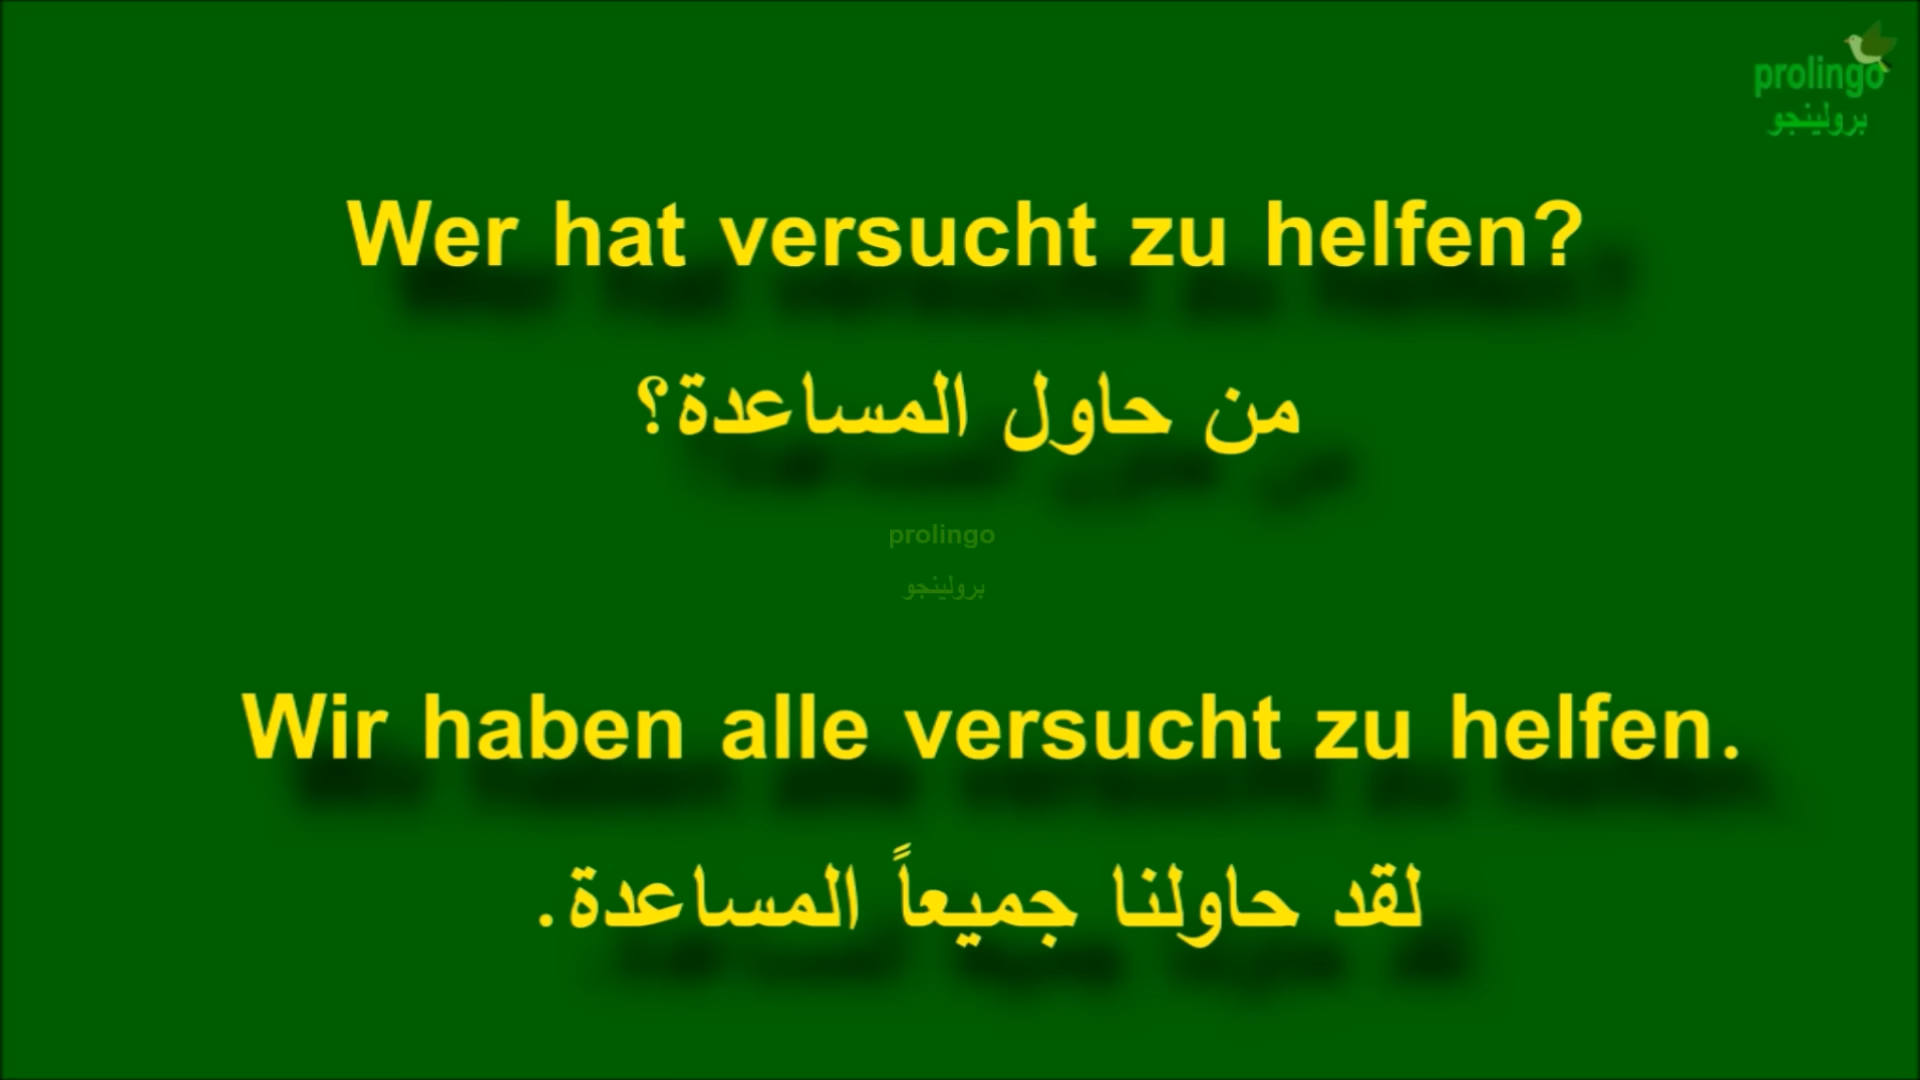 prolingo
برولينجو
Wer hat versucht zu helfen?
من حاول المساعدة؟
prolingo
برولينجو
Wir haben alle versucht zu helfen.
لقد حاولنا جميعاً المساعدة.